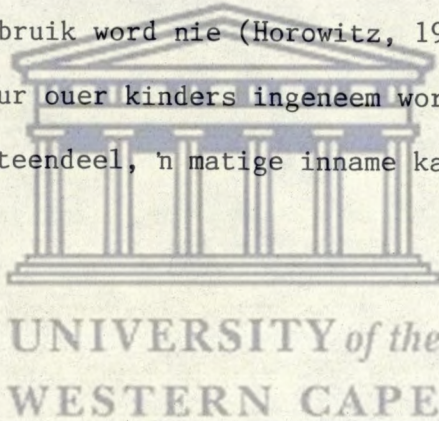 bruik word nie (Horowitz, 19
ur ouer kinders ingeneem wor
teendeel, 'n matige inname ka
UNIVERSITY of the
WESTERN CAPE